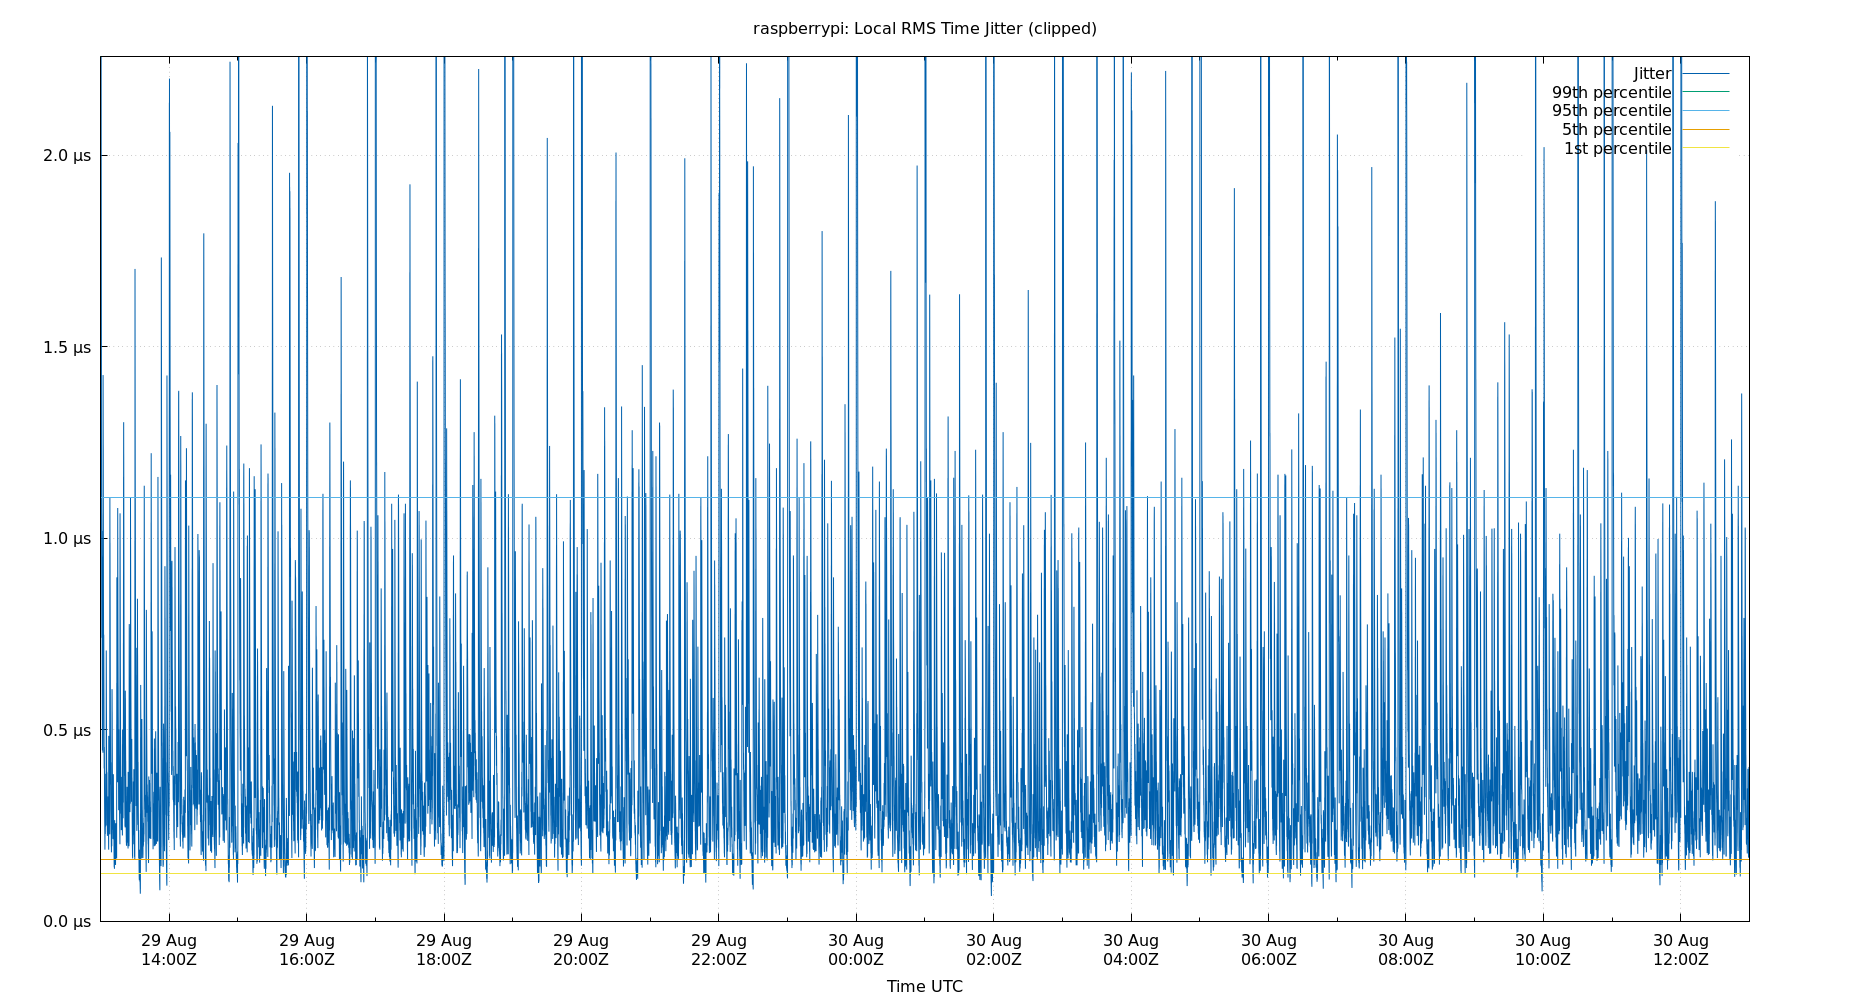 raspberrypi: Local RMS Time Jitter (clipped)
Jitter
99th percentile
95th percentile
5th percentile
1st percentile
2.0 µs
1.5 µs
1.0 µs
0.5 µs
0.0 µs
29 Aug 29 Aug 29 Aug 29 Aug 29 Aug 30 Aug 30 Aug 30 Aug 30 Aug 30 Aug 30 Aug 30 Aug
14:00Z 16:00Z 18:00Z 20:00Z 22:00Z 00:00Z 02:00Z 04:00Z 06:00Z 08:00Z 10:00Z 12:00Z
Time UTC